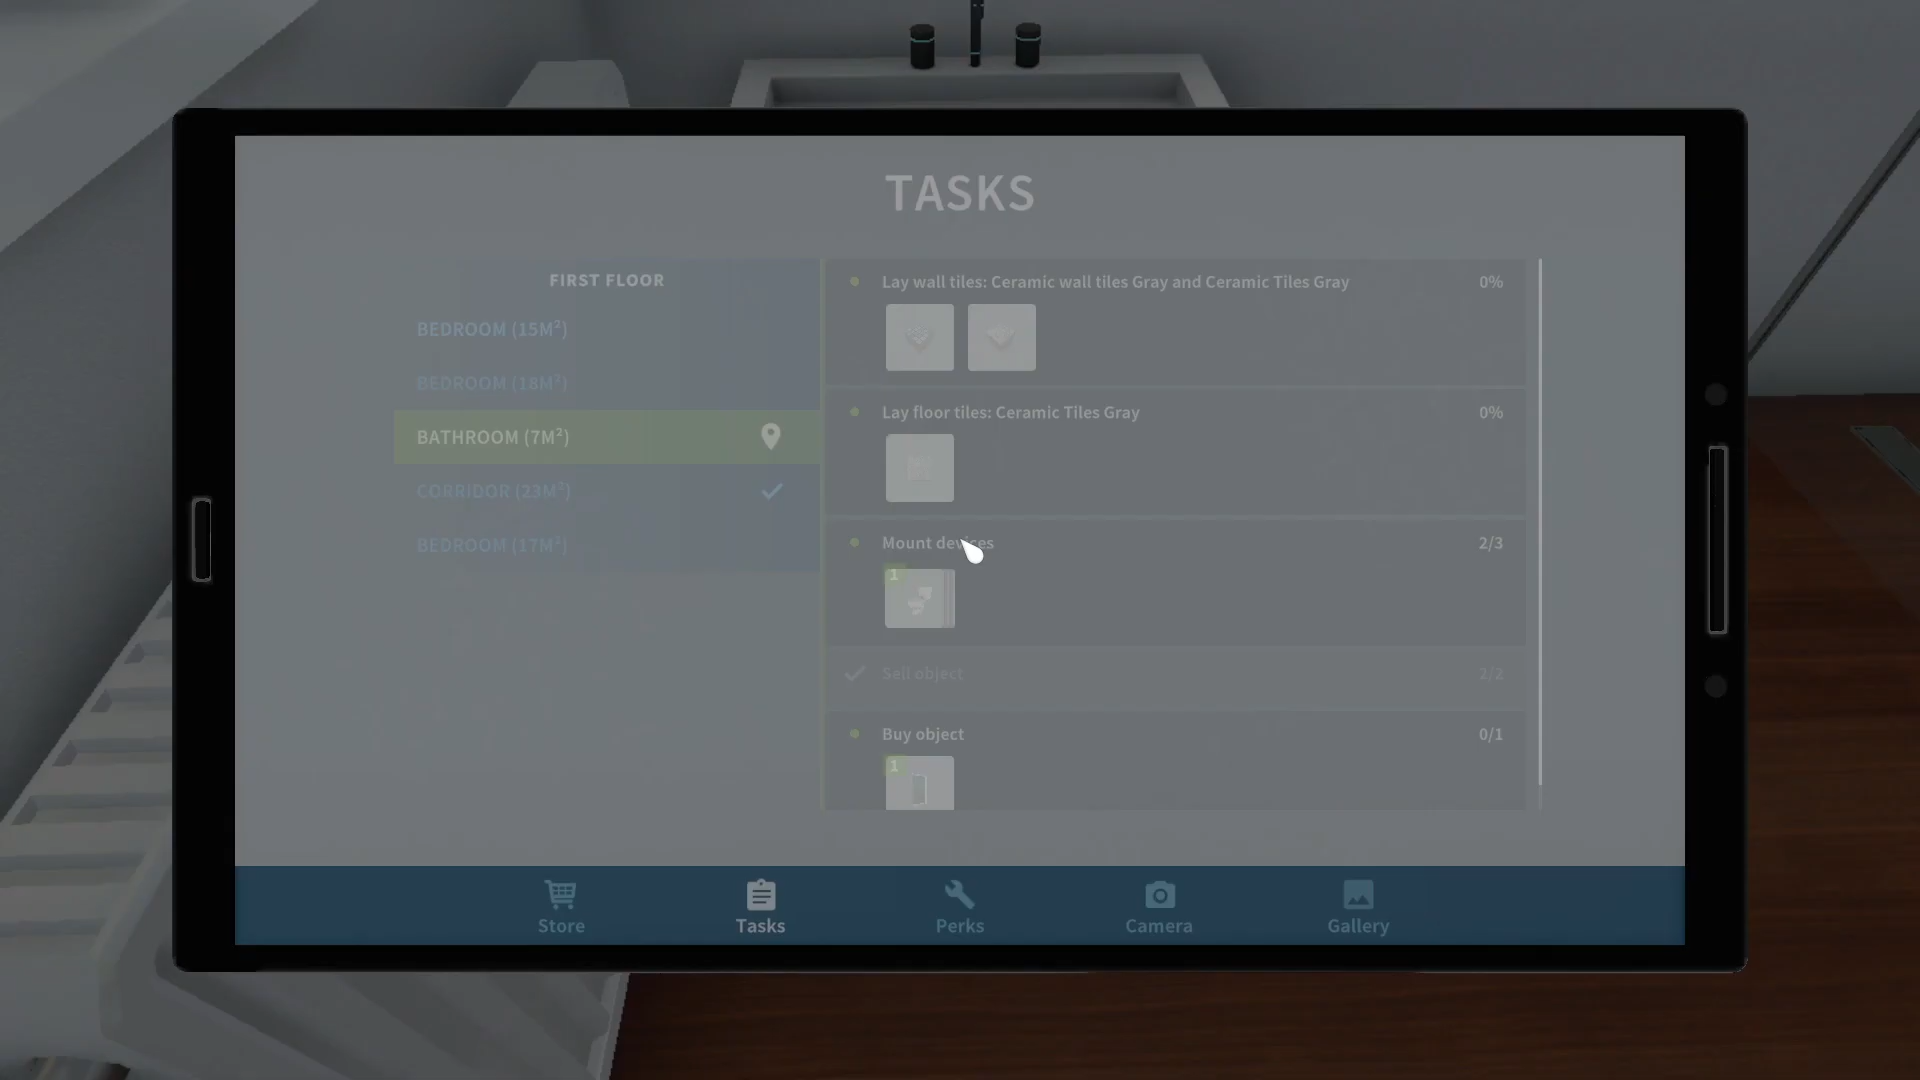 TASKS
FIRST FLOOR
BEDROOM (15M²)
BEDROOM (18M²)
BATHROOM (7M²)
CORRIDOR (23M²)
BEDROOM (17M²)
Lay wall tiles: Ceramic wall tiles Gray and Ceramic Tiles Gray 0%
Lay floor tiles: Ceramic Tiles Gray 0%
Mount devices 2/3
1
Sell object 2/2
Buy object 0/1
1
Store Tasks Perks Camera Gallery